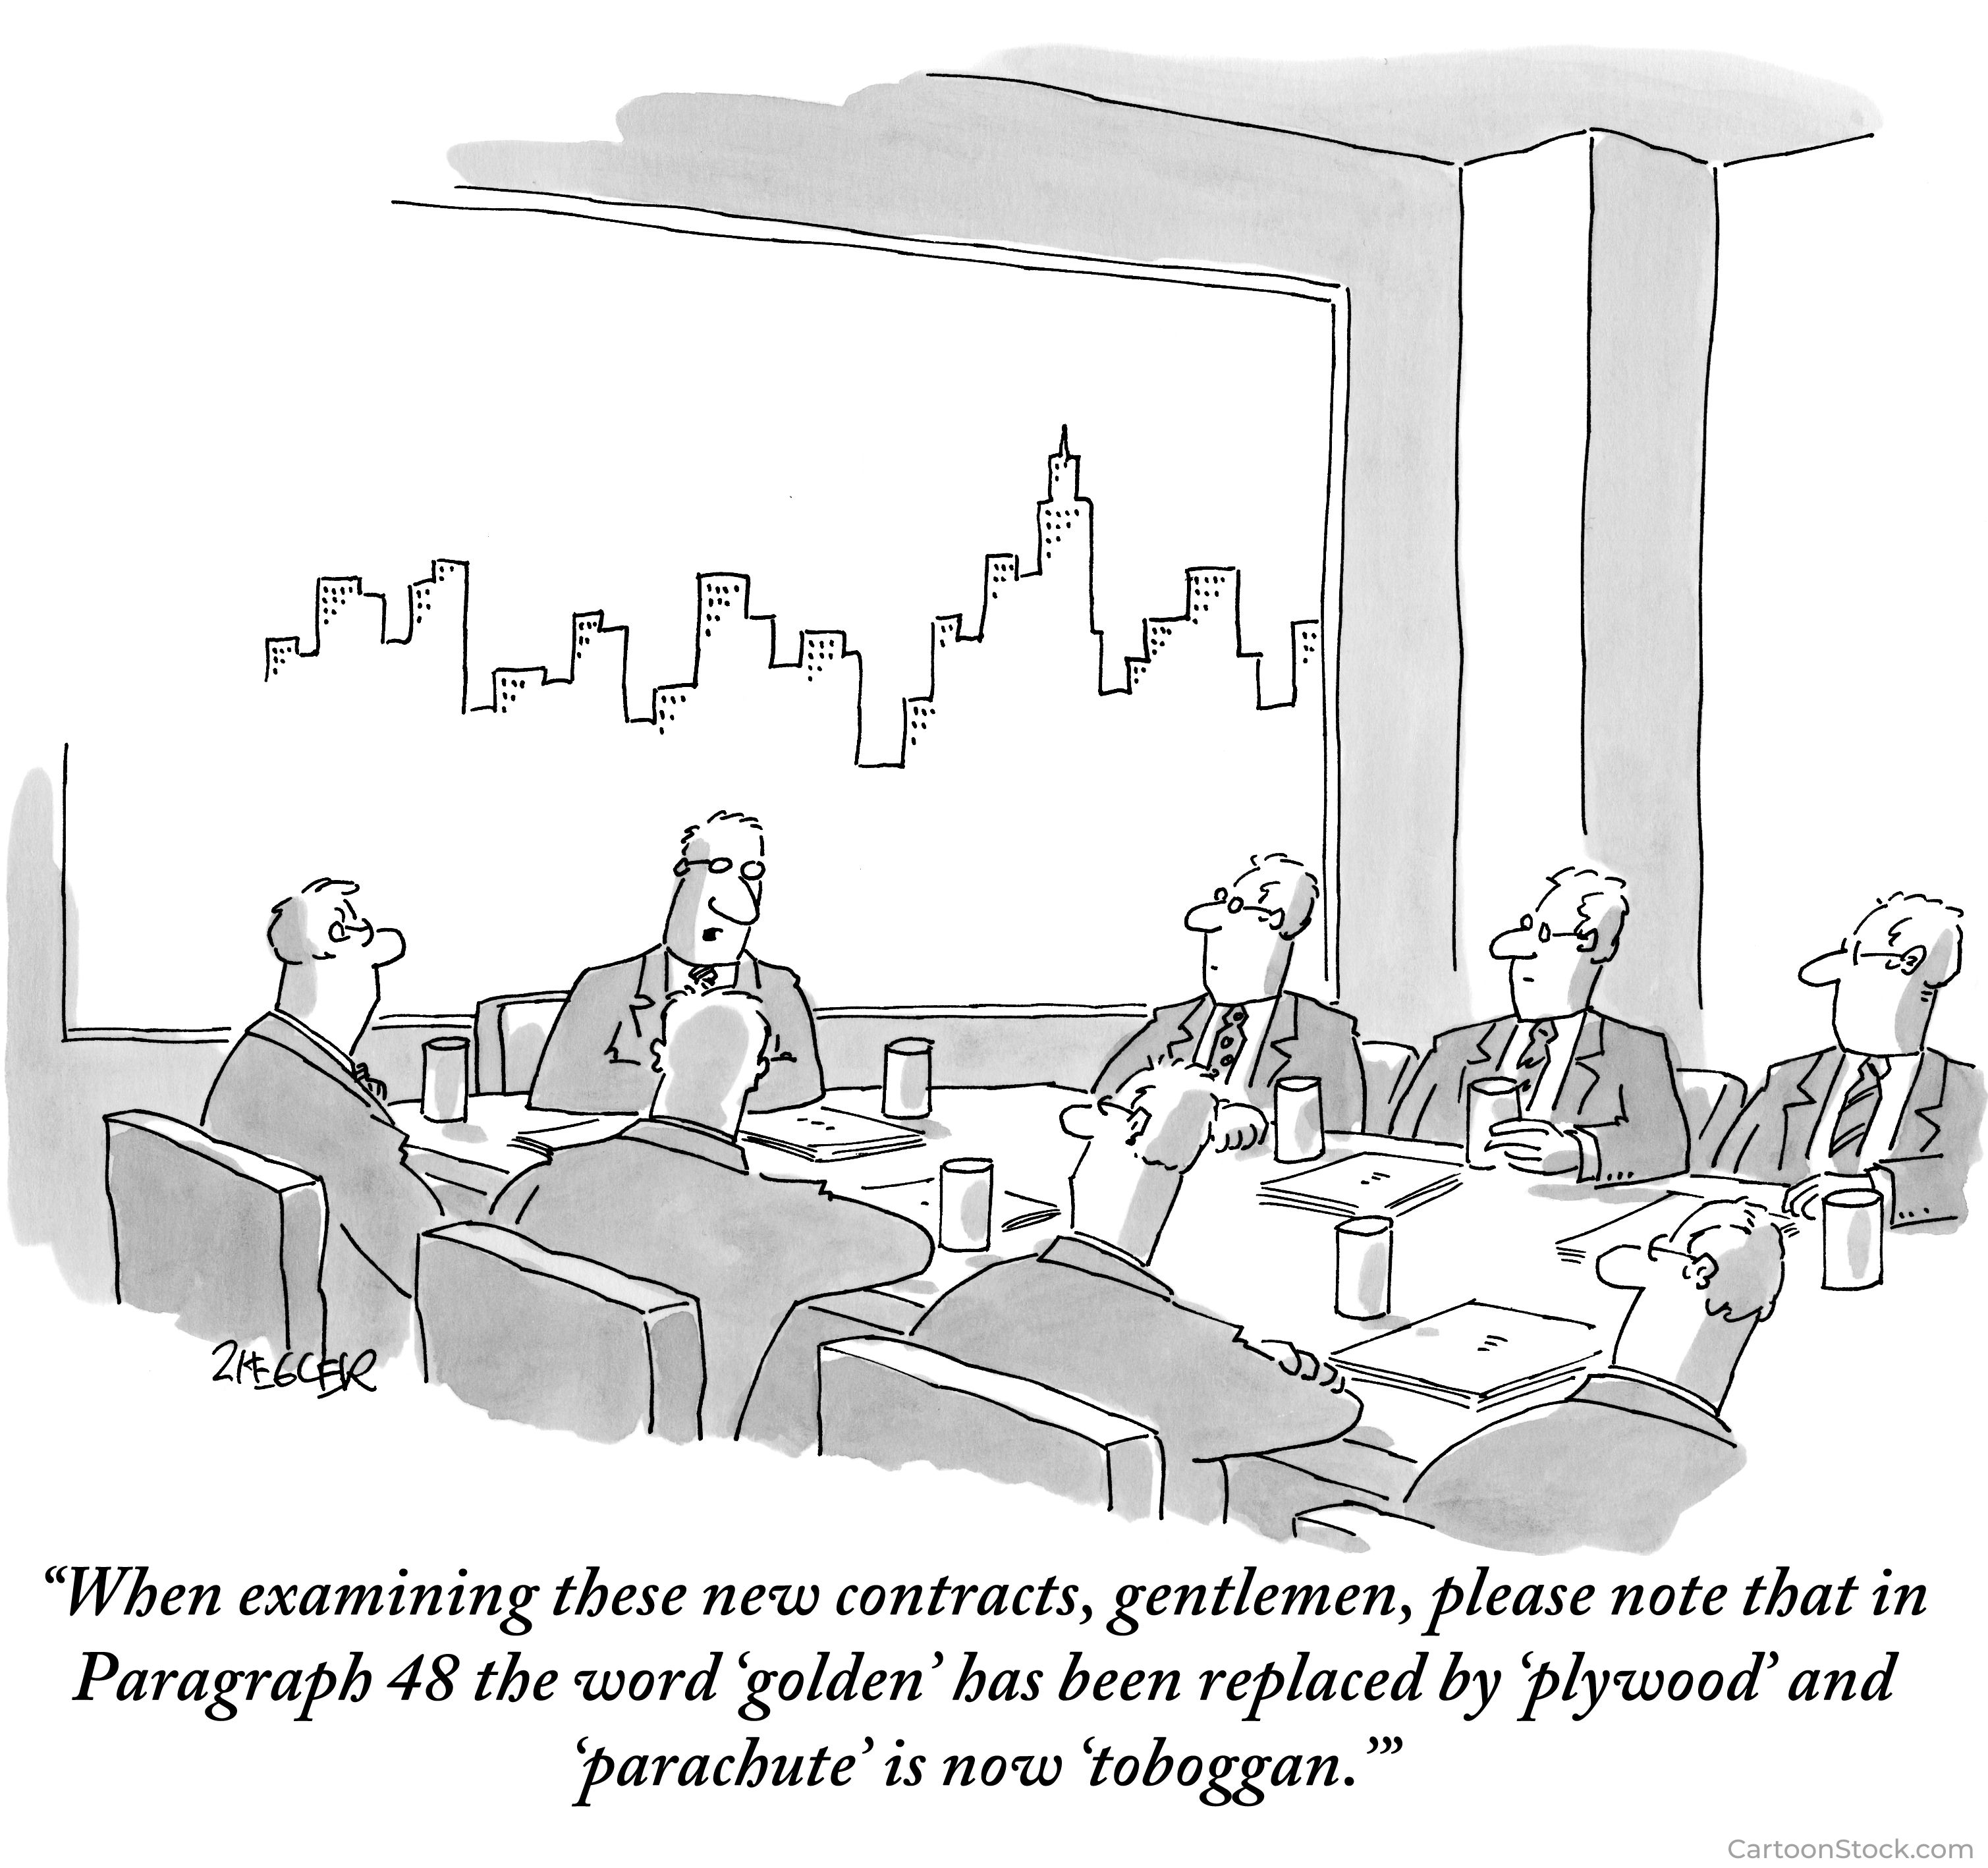 ZIEGLER
“When examining these new contracts, gentlemen, please note that in
Paragraph 48 the word ‘golden’ has been replaced by ‘plywood’ and
‘parachute’ is now ‘toboggan.’”
CartoonStock.com